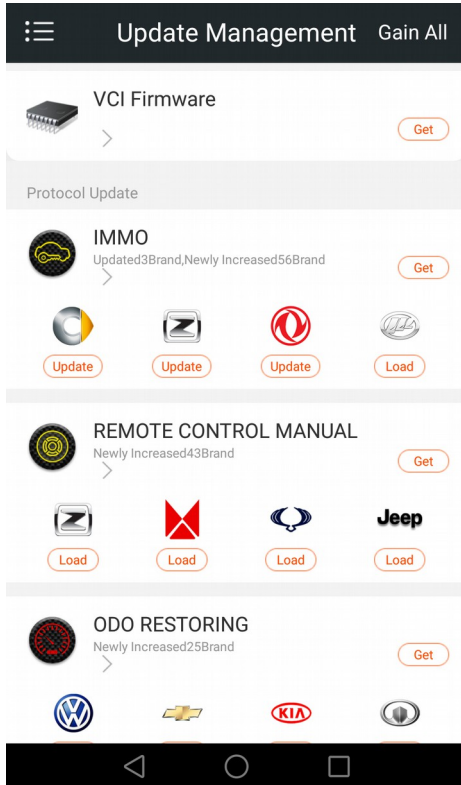 Update Management
Gain All
VCI Firmware
Get
Protocol Update
IMMO
Updated3Brand,Newly Increased56Brand
Get
Update
Update
Update
Load
REMOTE CONTROL MANUAL
Newly Increased43Brand
Get
Jeep
Load
Load
Load
Load
ODO RESTORING
Newly Increased25Brand
Get
KIA